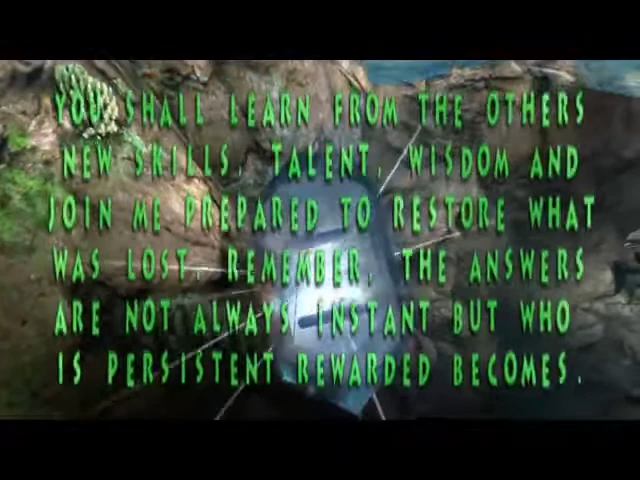 YOU SHALL LEARN FROM THE OTHERS
NEW SKILLS, TALENT, WISDOM AND
JOIN ME PREPARED TO RESTORE WHAT
WAS LOST, REMEMBER, THE ANSWERS
ARE NOT ALWAYS INSTANT BUT WHO
IS PERSISTENT REWARDED BECOMES.